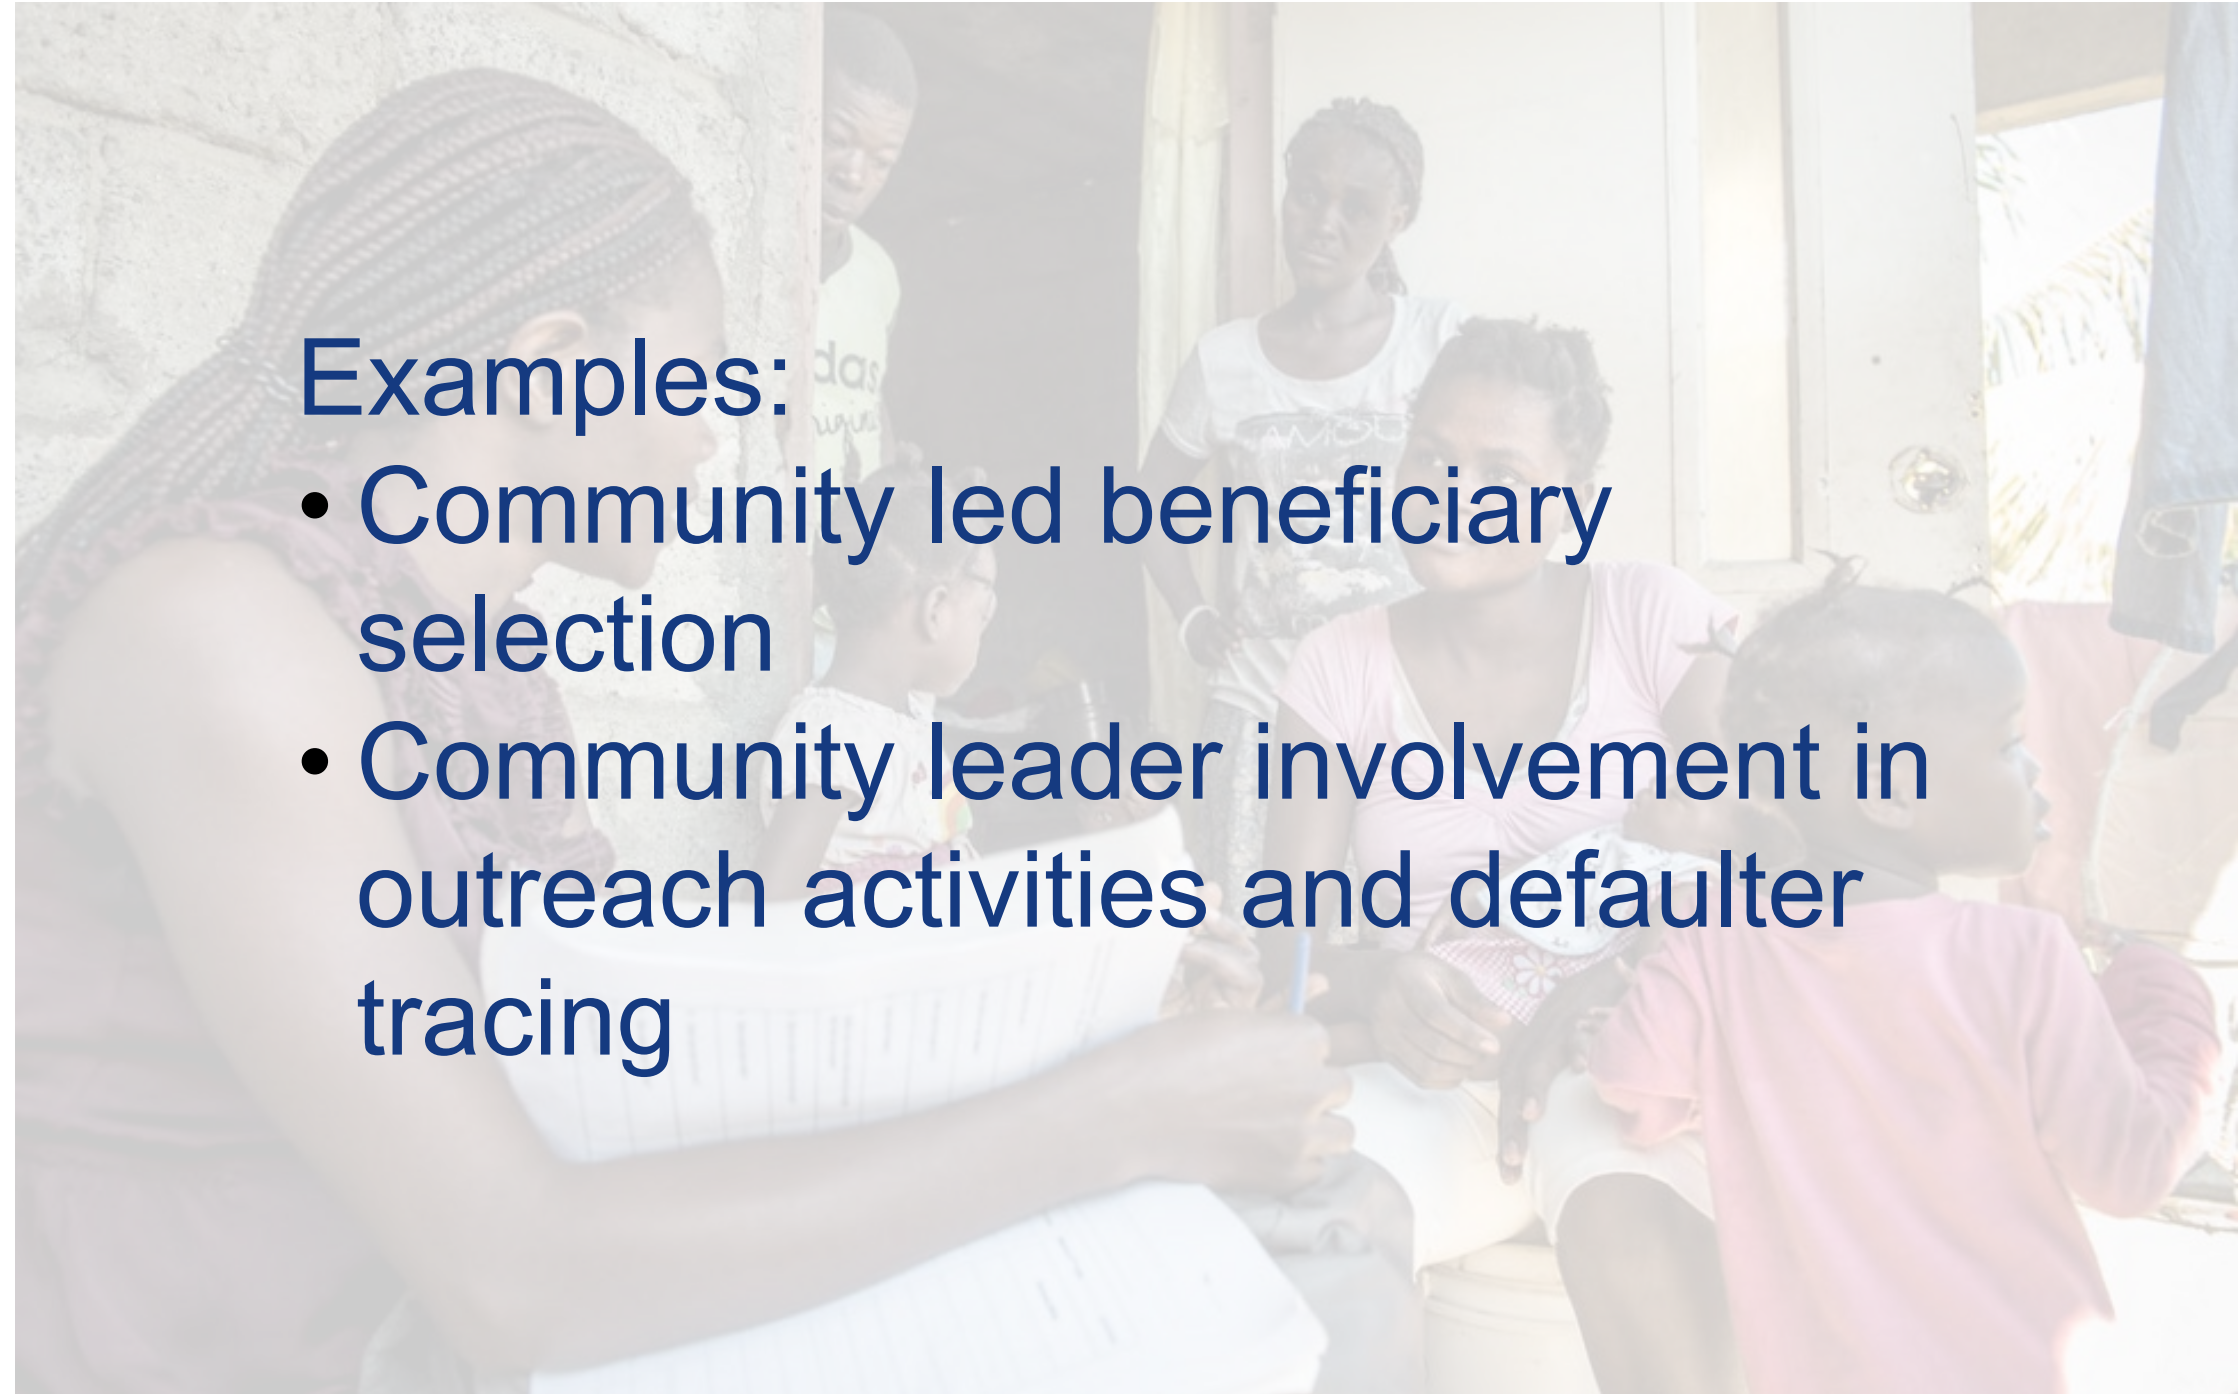 Examples:
• Community led beneficiary
selection
• Community leader involvement in
outreach activities and defaulter
tracing